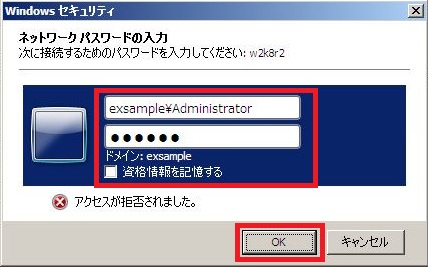 Windows セキュリティ
ネットワーク パスワードの入力
次に接続するためのパスワードを入力してください: w2k8r2
exsample¥Administrator
●●●●●●
ドメイン: exsample
資格情報を記憶する
アクセスが拒否されました。
OK
キャンセル